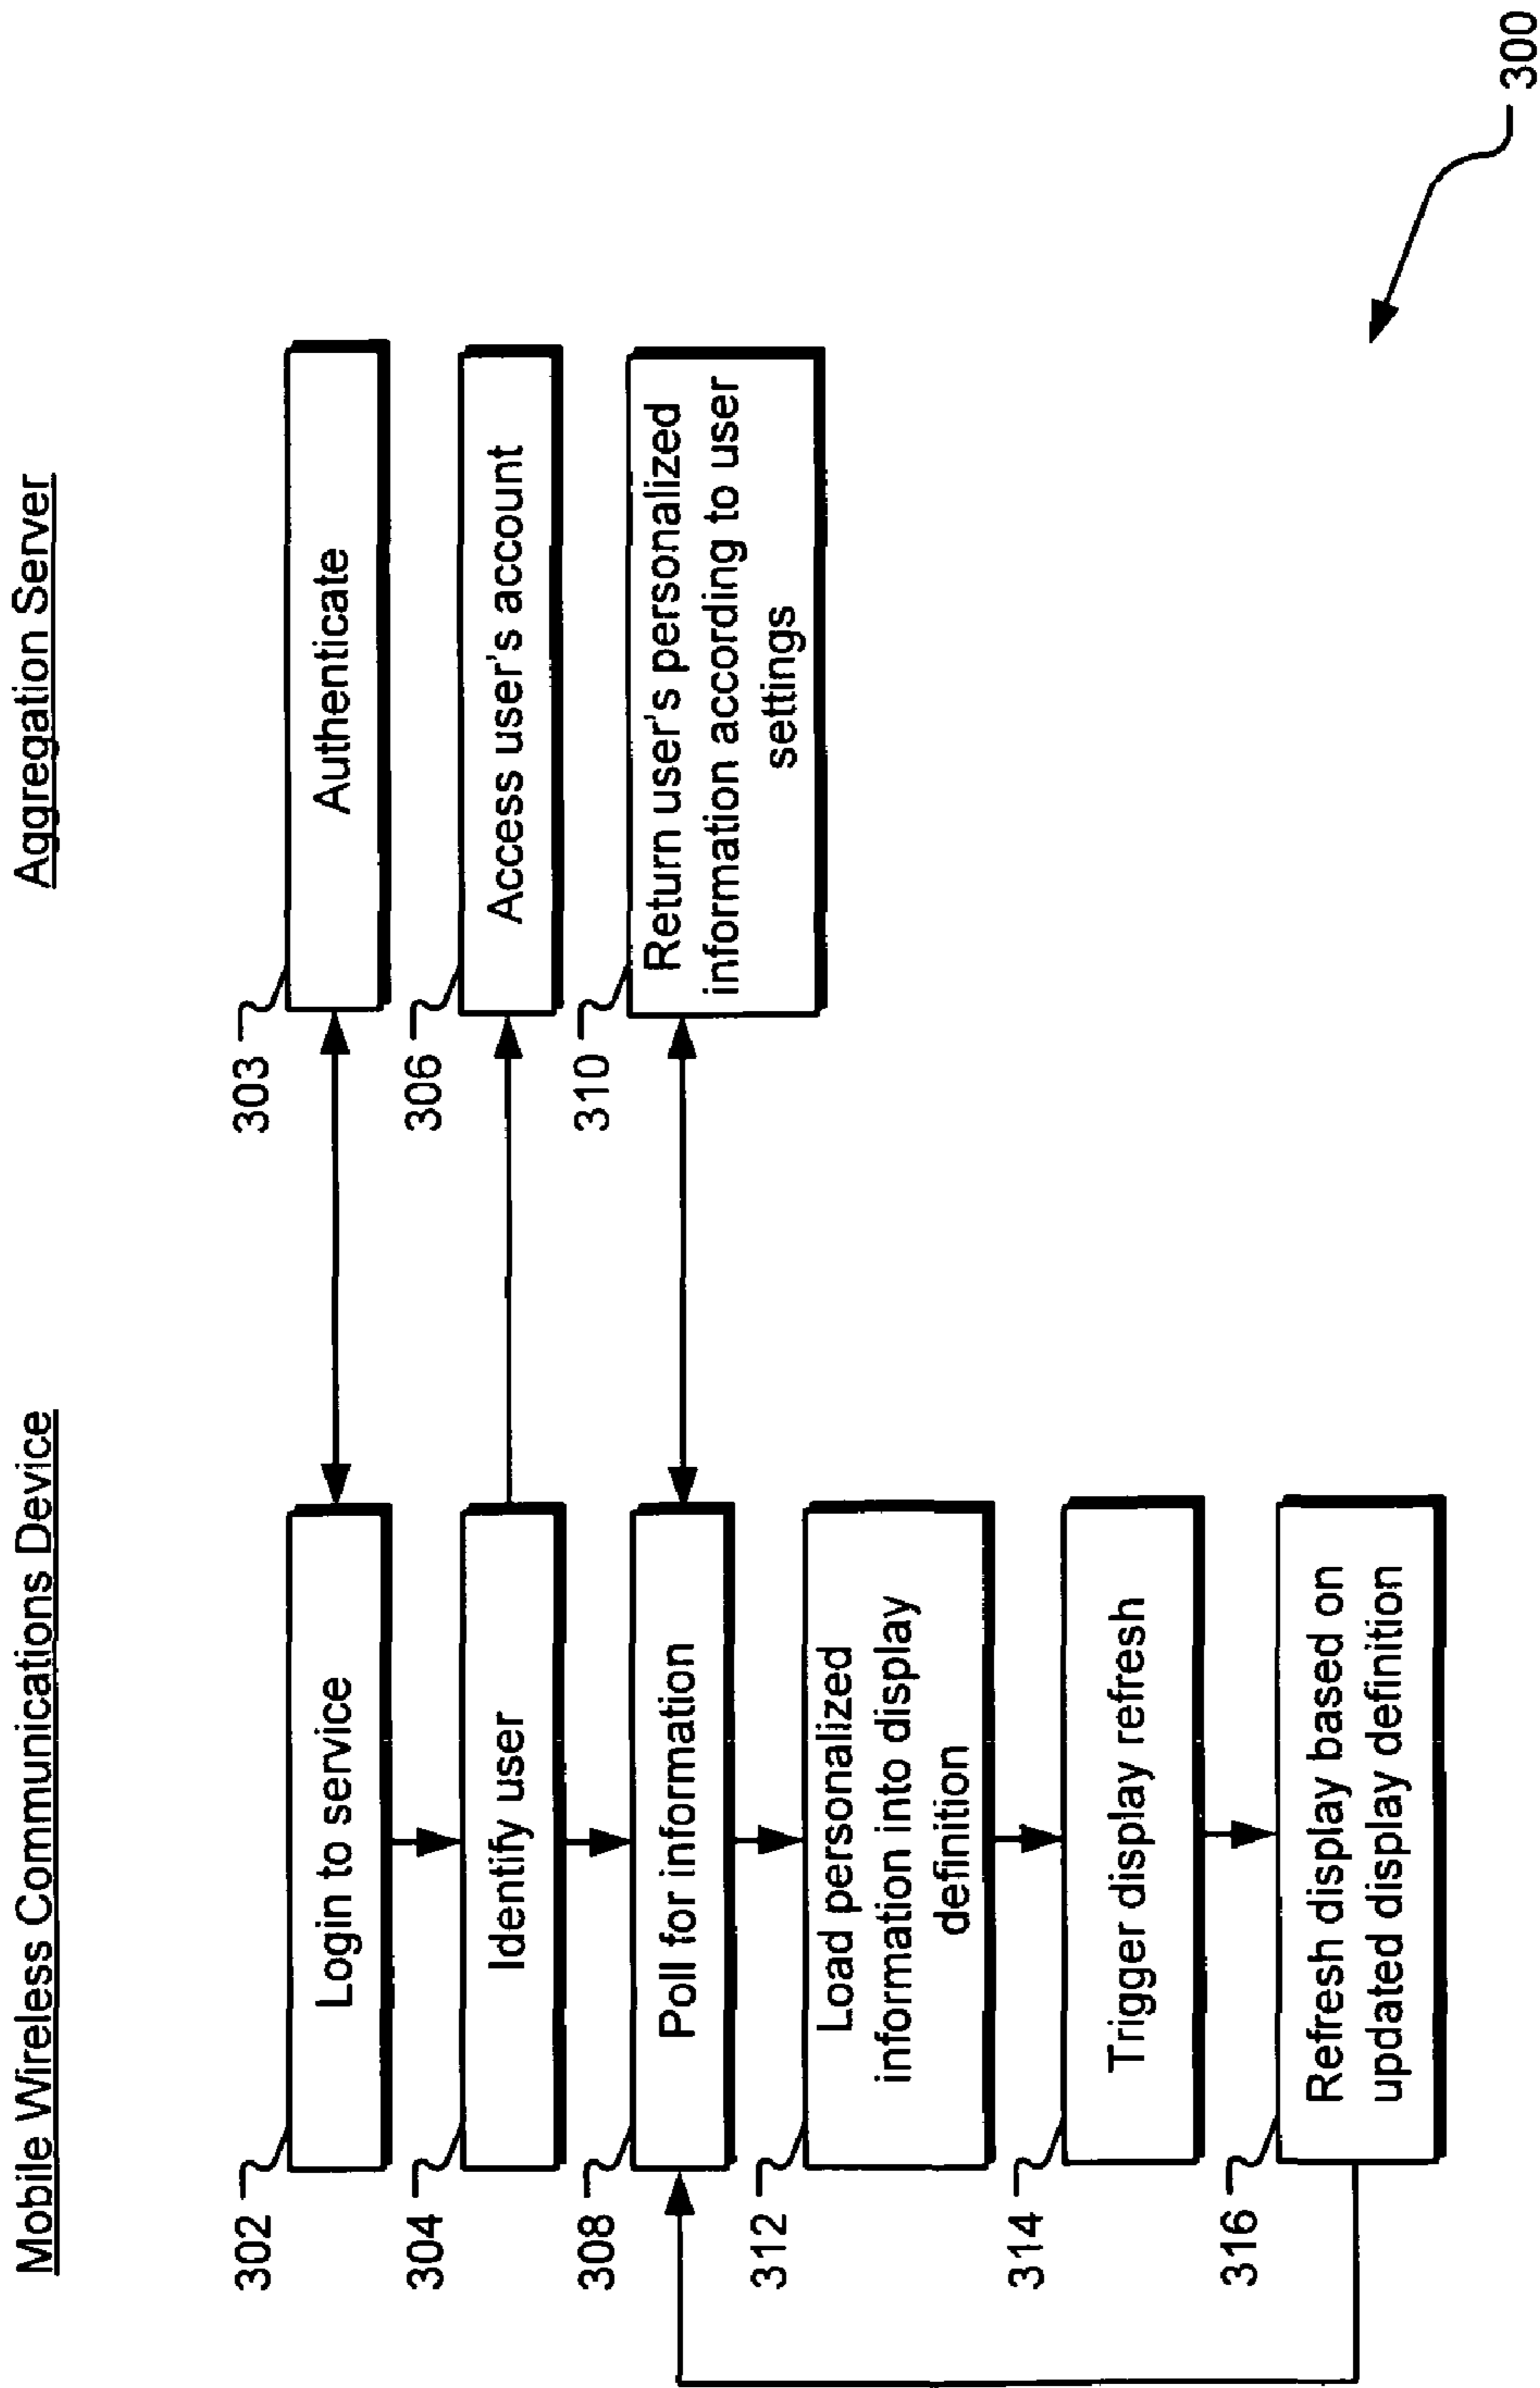 Mobile Wireless Communications Device
Aggregation Server
302
Login to service
303
Authenticate
304
Identify user
306
Access user's account
308
Poll for information
310
Return user's personalized
information according to user
settings
312
Load personalized
information into display
definition
314
Trigger display refresh
316
Refresh display based on
updated display definition
300